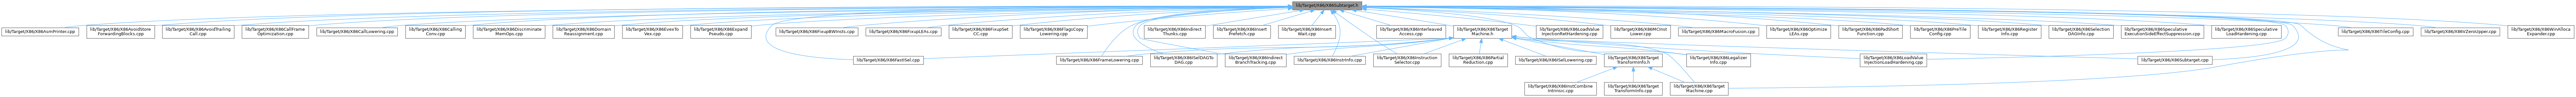 lib/Target/X86/X86Subtarget.h
lib/Target/X86/X86AsmPrinter.cpp
lib/Target/X86/X86AvoidStore
ForwardingBlocks.cpp
lib/Target/X86/X86AvoidTrailing
Call.cpp
lib/Target/X86/X86CallFrame
Optimization.cpp
lib/Target/X86/X86CallLowering.cpp
lib/Target/X86/X86Calling
Conv.cpp
lib/Target/X86/X86Discriminate
MemOps.cpp
lib/Target/X86/X86Domain
Reassignment.cpp
lib/Target/X86/X86EvexTo
Vex.cpp
lib/Target/X86/X86Expand
Pseudo.cpp
lib/Target/X86/X86FixupBWInsts.cpp
lib/Target/X86/X86FixupLEAs.cpp
lib/Target/X86/X86FixupSet
CC.cpp
lib/Target/X86/X86FlagsCopy
Lowering.cpp
lib/Target/X86/X86Indirect
Thunks.cpp
lib/Target/X86/X86Insert
Prefetch.cpp
lib/Target/X86/X86Insert
Wait.cpp
lib/Target/X86/X86Interleaved
Access.cpp
lib/Target/X86/X86Target
Machine.h
lib/Target/X86/X86LoadValue
InjectionRetHardening.cpp
lib/Target/X86/X86MCInst
Lower.cpp
lib/Target/X86/X86MacroFusion.cpp
lib/Target/X86/X86Optimize
LEAs.cpp
lib/Target/X86/X86PadShort
Function.cpp
lib/Target/X86/X86PreTile
Config.cpp
lib/Target/X86/X86Register
Info.cpp
lib/Target/X86/X86Selection
DAGInfo.cpp
lib/Target/X86/X86Speculative
ExecutionSideEffectSuppression.cpp
lib/Target/X86/X86Speculative
LoadHardening.cpp
lib/Target/X86/X86TileConfig.cpp
lib/Target/X86/X86VZeroUpper.cpp
lib/Target/X86/X86WinAlloca
Expander.cpp
lib/Target/X86/X86FastISel.cpp
lib/Target/X86/X86FrameLowering.cpp
lib/Target/X86/X86ISelDAGTo
DAG.cpp
lib/Target/X86/X86Indirect
BranchTracking.cpp
lib/Target/X86/X86InstrInfo.cpp
lib/Target/X86/X86Instruction
Selector.cpp
lib/Target/X86/X86Partial
Reduction.cpp
lib/Target/X86/X86ISelLowering.cpp
lib/Target/X86/X86Target
TransformInfo.h
lib/Target/X86/X86Legalizer
Info.cpp
lib/Target/X86/X86LoadValue
InjectionLoadHardening.cpp
lib/Target/X86/X86Subtarget.cpp
lib/Target/X86/X86InstCombine
Intrinsic.cpp
lib/Target/X86/X86Target
TransformInfo.cpp
lib/Target/X86/X86Target
Machine.cpp